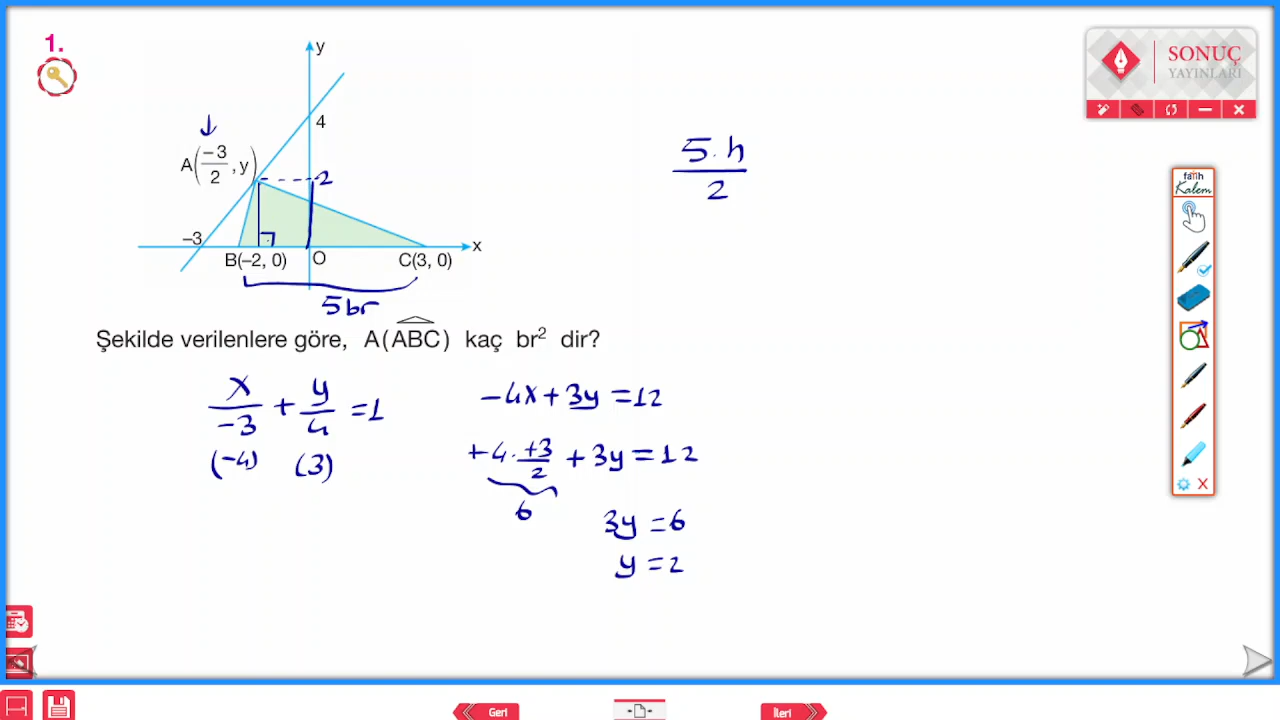 1.
SONUÇ
YAYINLARI
y
4
A(-3/2, y)
2
-3
B(-2, 0)
O
C(3, 0)
x
5br
5.h/2
fatih
Kalem
Şekilde verilenlere göre, A(ABC) kaç br² dir?
x/-3 + y/4 = 1
(-4) (3)
-4x + 3y = 12
+4 . +3/2 + 3y = 12
6
3y = 6
y = 2
Geri
İleri